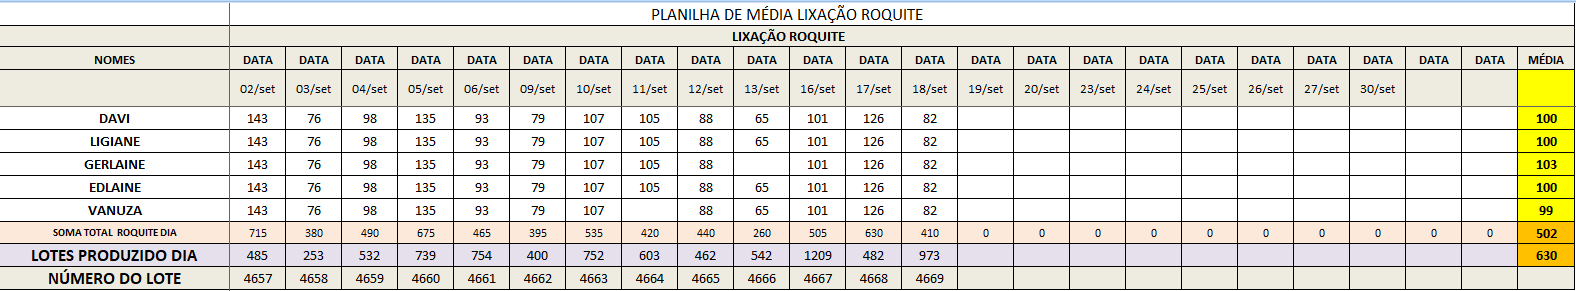 PLANILHA DE MÉDIA LIXAÇÃO ROQUITE
LIXAÇÃO ROQUITE
NOMES DATA DATA DATA DATA DATA DATA DATA DATA DATA DATA DATA DATA DATA DATA DATA DATA DATA DATA DATA DATA DATA DATA DATA MÉDIA
02/set 03/set 04/set 05/set 06/set 09/set 10/set 11/set 12/set 13/set 16/set 17/set 18/set 19/set 20/set 23/set 24/set 25/set 26/set 27/set 30/set
DAVI 143 76 98 135 93 79 107 105 88 65 101 126 82 100
LIGIANE 143 76 98 135 93 79 107 105 88 65 101 126 82 100
GERLAINE 143 76 98 135 93 79 107 105 88 101 126 82 103
EDLAINE 143 76 98 135 93 79 107 105 88 65 101 126 82 100
VANUZA 143 76 98 135 93 79 107 88 65 101 126 82 99
SOMA TOTAL ROQUITE DIA 715 380 490 675 465 395 535 420 440 260 505 630 410 0 0 0 0 0 0 0 0 0 0 502
LOTES PRODUZIDO DIA 485 253 532 739 754 400 752 603 462 542 1209 482 973 630
NÚMERO DO LOTE 4657 4658 4659 4660 4661 4662 4663 4664 4665 4666 4667 4668 4669